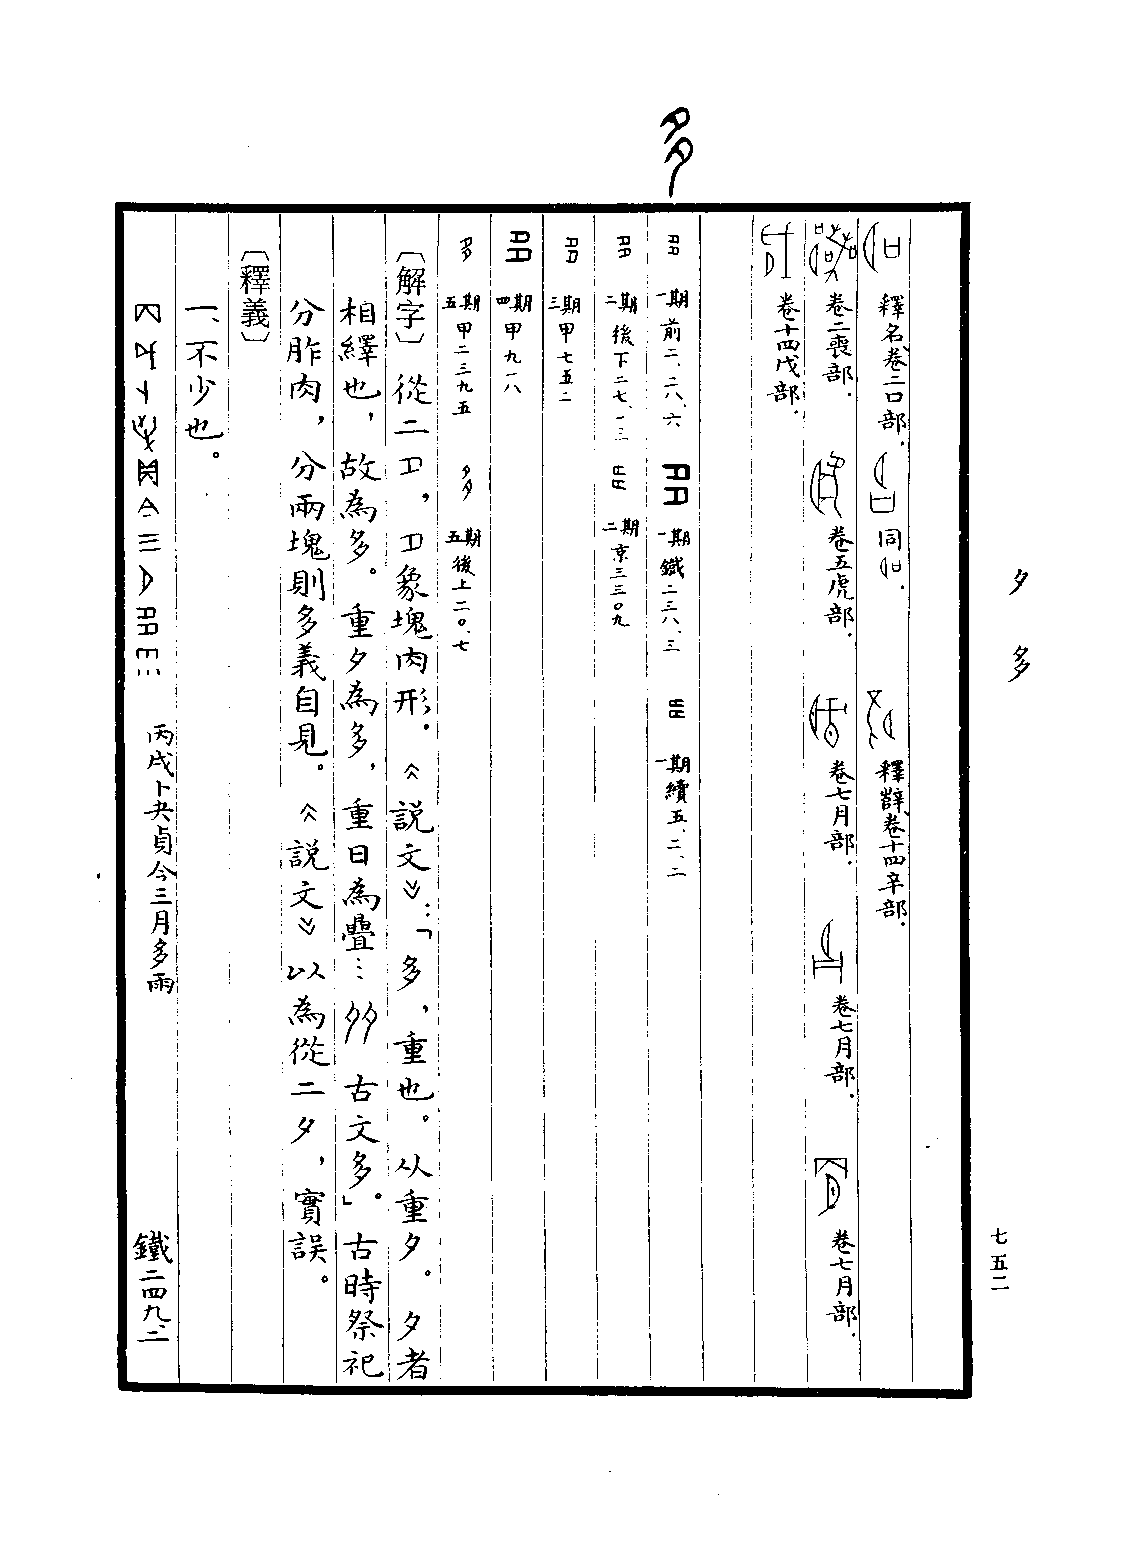 夕 多
七五二
多
釋名卷二口部． 同． 釋辭卷十四辛部．
卷二喪部． 卷五虎部． 卷七月部． 卷七月部． 卷七月部．
卷十四戊部．
一期前二、二八、六 一期鐵二三八、三 一期續五、二、二
二期後下二七、一三 二期京三三〇九
三期甲七五二
四期甲九一八
五期甲二三九五 五期後上二〇、七
〔解字〕從二，象塊肉形．《說文》：「多，重也。从重夕。夕者
相繹也，故為多。重夕為多，重日為疊…古文多。」古時祭祀
分胙肉，分兩塊則多義自見。《說文》以為從二夕，實誤。
〔釋義〕
一、不少也。
丙戌卜央貞今三月多雨 鐵二四九、二